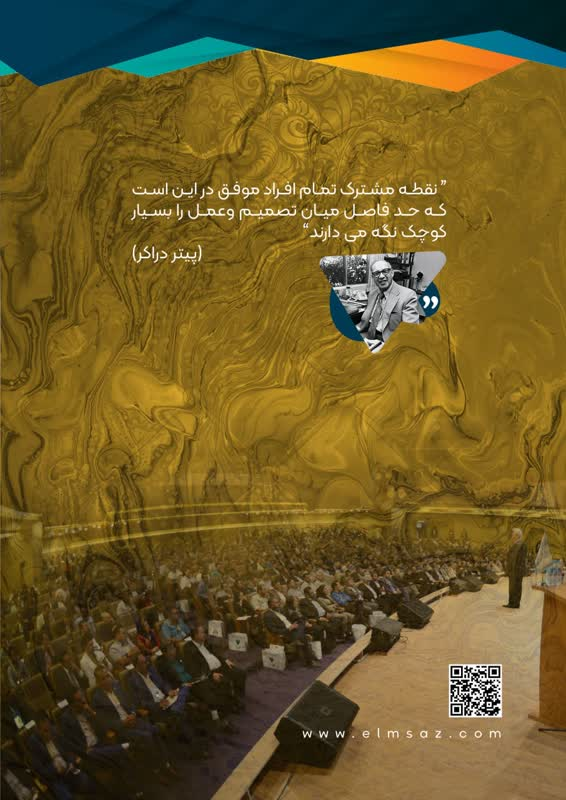 ” نقطه مشترک تمام افراد موفق در این است
که حد فاصل میان تصمیم وعمل را بسیار
کوچک نگه می دارند“
(پیتر دراکر)
www.elmsaz.com